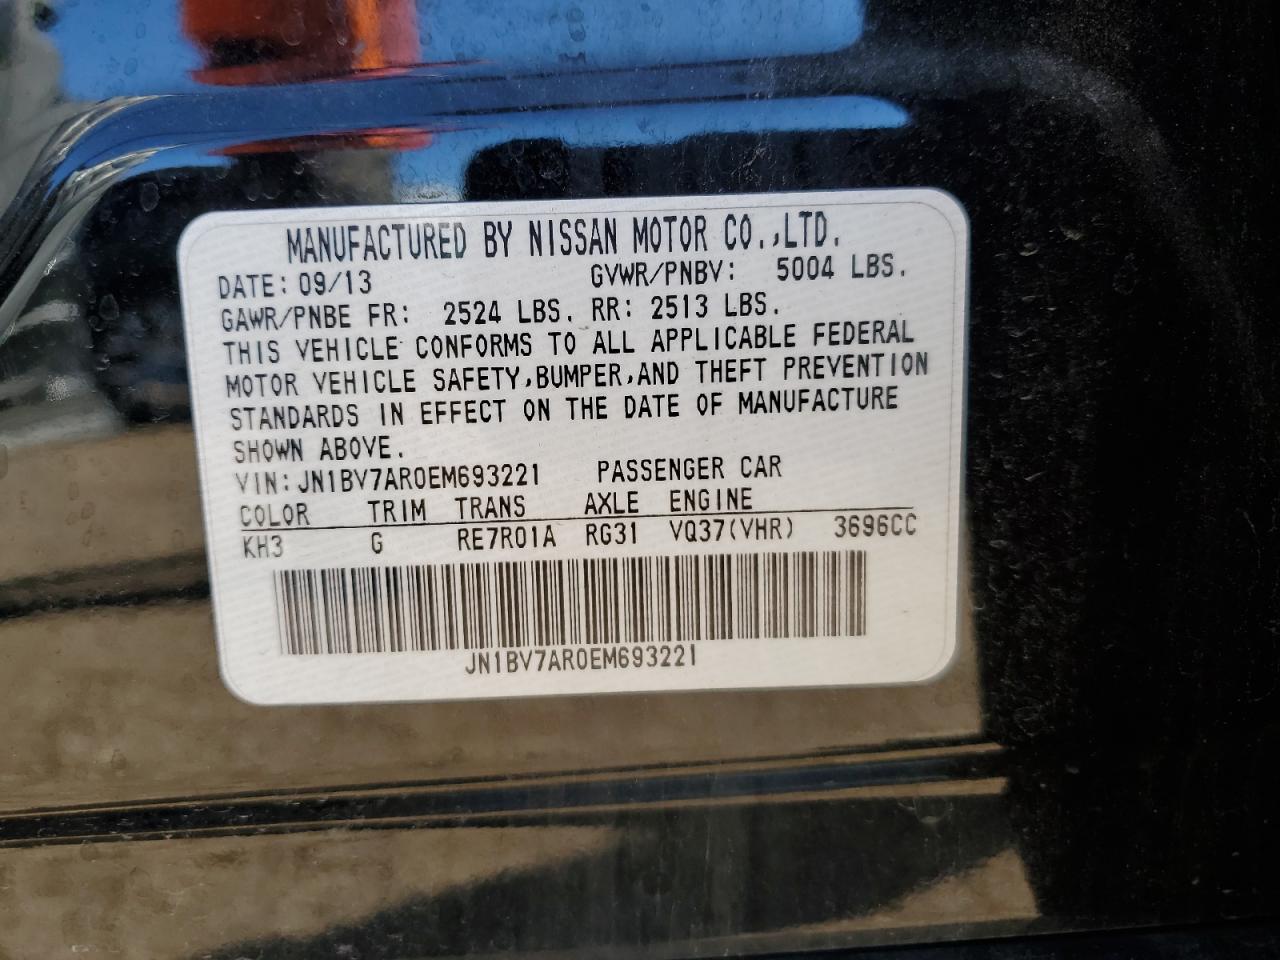 MANUFACTURED BY NISSAN MOTOR CO.,LTD.
DATE: 09/13 GVWR/PNBV: 5004 LBS.
GAWR/PNBE FR: 2524 LBS. RR: 2513 LBS.
THIS VEHICLE CONFORMS TO ALL APPLICABLE FEDERAL
MOTOR VEHICLE SAFETY,BUMPER,AND THEFT PREVENTION
STANDARDS IN EFFECT ON THE DATE OF MANUFACTURE
SHOWN ABOVE.
VIN: JN1BV7AR0EM693221 PASSENGER CAR
COLOR TRIM TRANS AXLE ENGINE
KH3 G RE7R01A RG31 VQ37(VHR) 3696CC
JN1BV7AR0EM693221